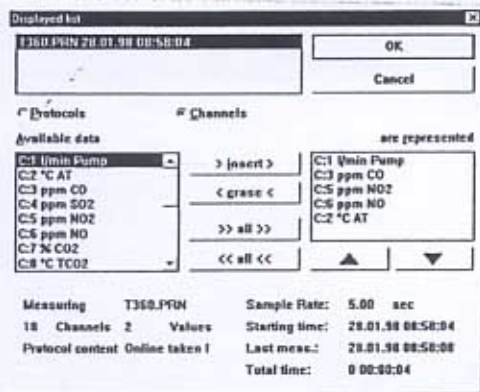 Displayed list
T360.PRN 28.01.98 08:58:04
OK
Cancel
Protocols
Channels
Available data
are represented
C:1 l/min Pump
C:2 °C AT
C:3 ppm CO
C:4 ppm SO2
C:5 ppm NO2
C:6 ppm NO
C:7 % CO2
C:8 °C TCO2
> insert >
< erase <
>> all >>
<< all <<
C:1 l/min Pump
C:3 ppm CO
C:5 ppm NO2
C:6 ppm NO
C:2 °C AT
Measuring T360.PRN
18 Channels 2 Values
Protocol content Online taken f
Sample Rate: 5.00 sec
Starting time: 28.01.98 08:58:04
Last meas.: 28.01.98 08:58:08
Total time: 0 00:00:04